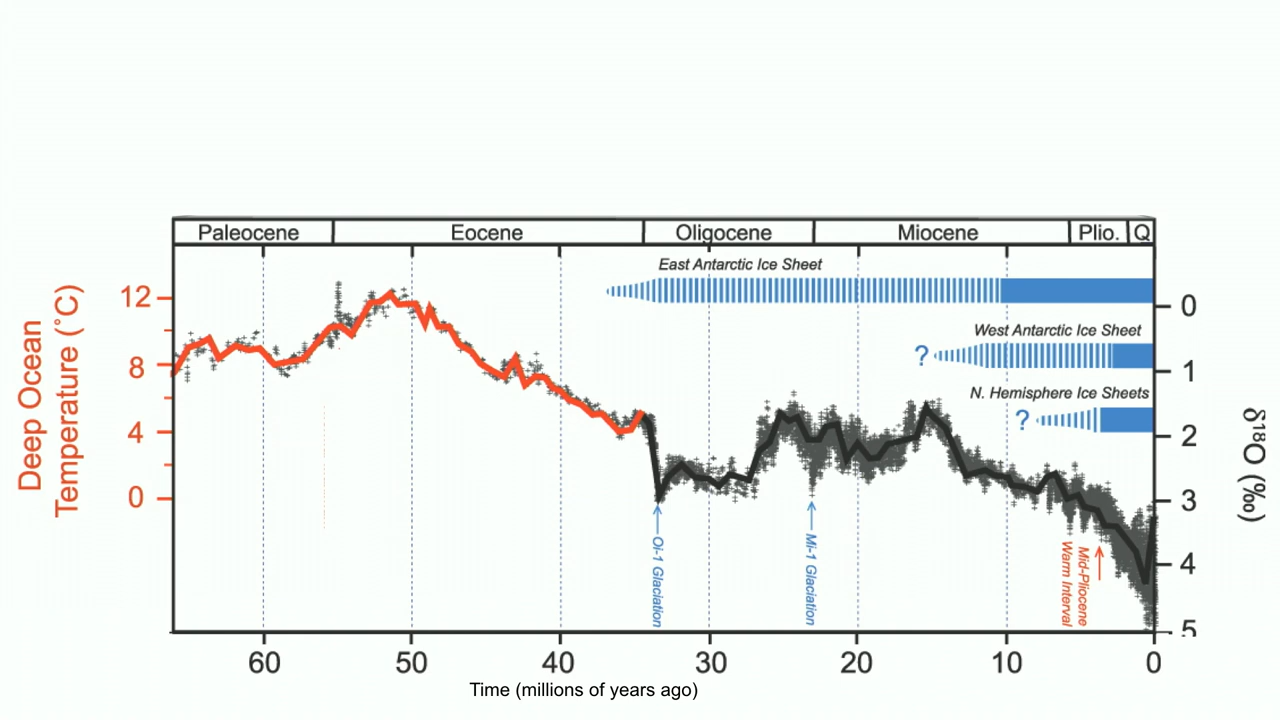 Paleocene
Eocene
Oligocene
Miocene
Plio.
Q
East Antarctic Ice Sheet
West Antarctic Ice Sheet
?
N. Hemisphere Ice Sheets
?
Deep Ocean
Temperature (˚C)
12
8
4
0
0
1
2
3
4
5
δ¹⁸O (‰)
Oi-1 Glaciation
Mi-1 Glaciation
Mid-Pliocene
Warm Interval
60
50
40
30
20
10
0
Time (millions of years ago)